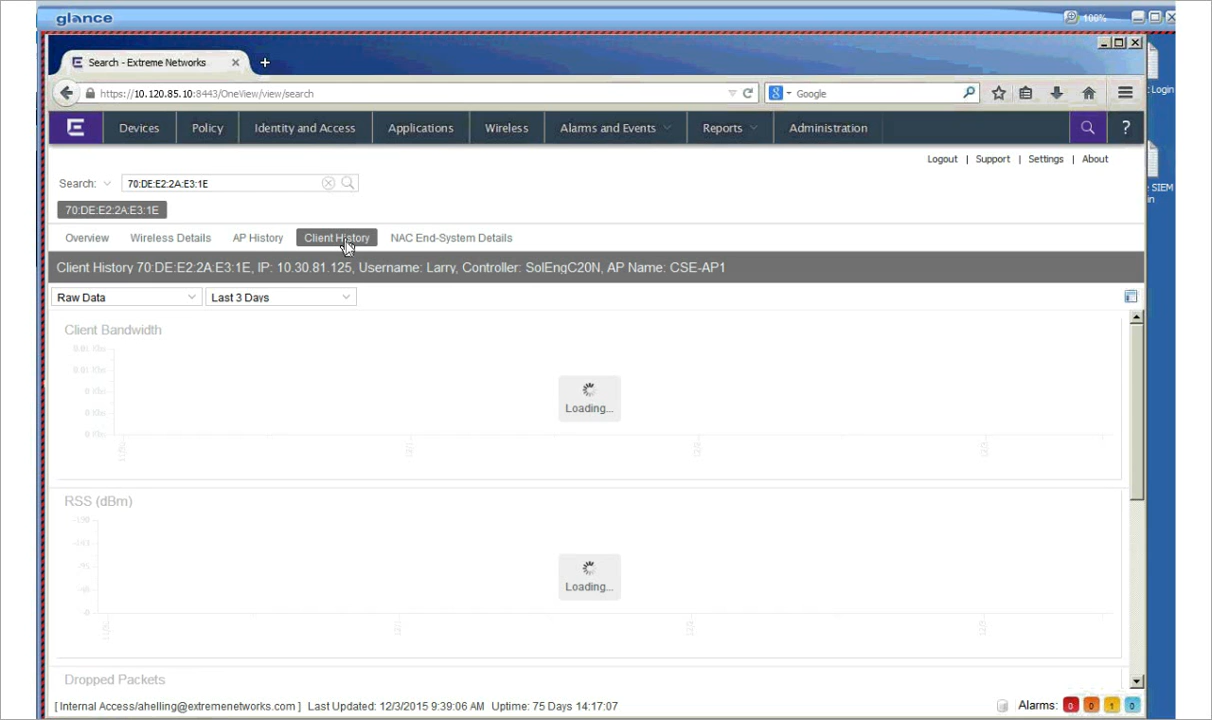 glance
100%
Search - Extreme Networks
https://10.120.85.10:8443/OneView/view/search
Google
Login
Devices Policy Identity and Access Applications Wireless Alarms and Events Reports Administration ?
Logout | Support | Settings | About
Search: 70:DE:E2:2A:E3:1E
SIEM
in
70:DE:E2:2A:E3:1E
Overview Wireless Details AP History Client History NAC End-System Details
Client History 70:DE:E2:2A:E3:1E, IP: 10.30.81.125, Username: Larry, Controller: SolEngC20N, AP Name: CSE-AP1
Raw Data Last 3 Days
Client Bandwidth
Loading...
RSS (dBm)
Loading...
Dropped Packets
[ Internal Access/ahelling@extremenetworks.com ] Last Updated: 12/3/2015 9:39:06 AM Uptime: 75 Days 14:17:07
Alarms: 0 0 1 0